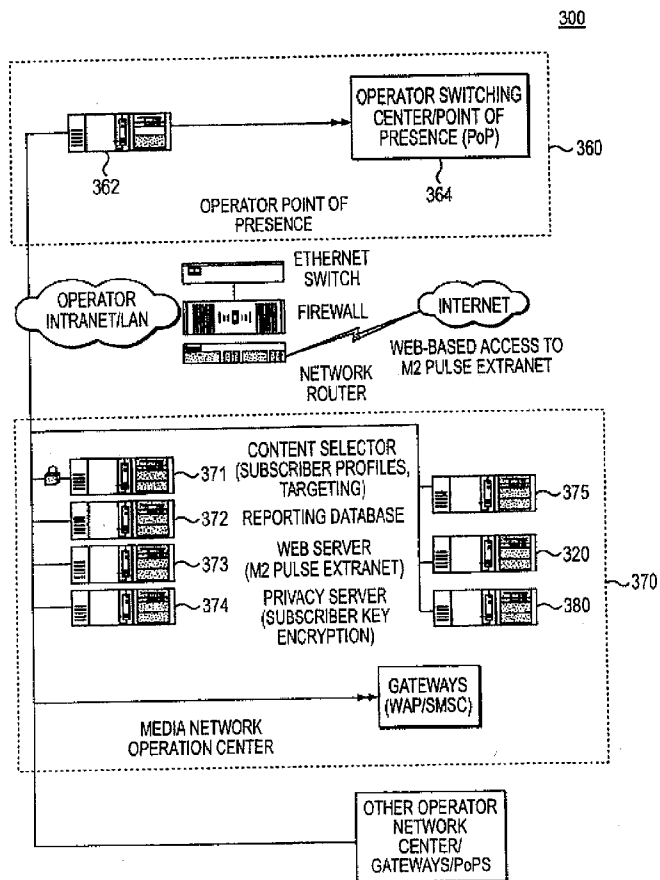 300
OPERATOR SWITCHING
CENTER/POINT OF
PRESENCE (PoP)
360
362
364
OPERATOR POINT OF
PRESENCE
ETHERNET
SWITCH
OPERATOR
INTRANET/LAN
FIREWALL
INTERNET
NETWORK
ROUTER
WEB-BASED ACCESS TO
M2 PULSE EXTRANET
371
CONTENT SELECTOR
(SUBSCRIBER PROFILES,
TARGETING)
375
372
REPORTING DATABASE
373
WEB SERVER
(M2 PULSE EXTRANET)
320
370
374
PRIVACY SERVER
(SUBSCRIBER KEY
ENCRYPTION)
380
GATEWAYS
(WAP/SMSC)
MEDIA NETWORK
OPERATION CENTER
OTHER OPERATOR
NETWORK
CENTER/
GATEWAYS/PoPS